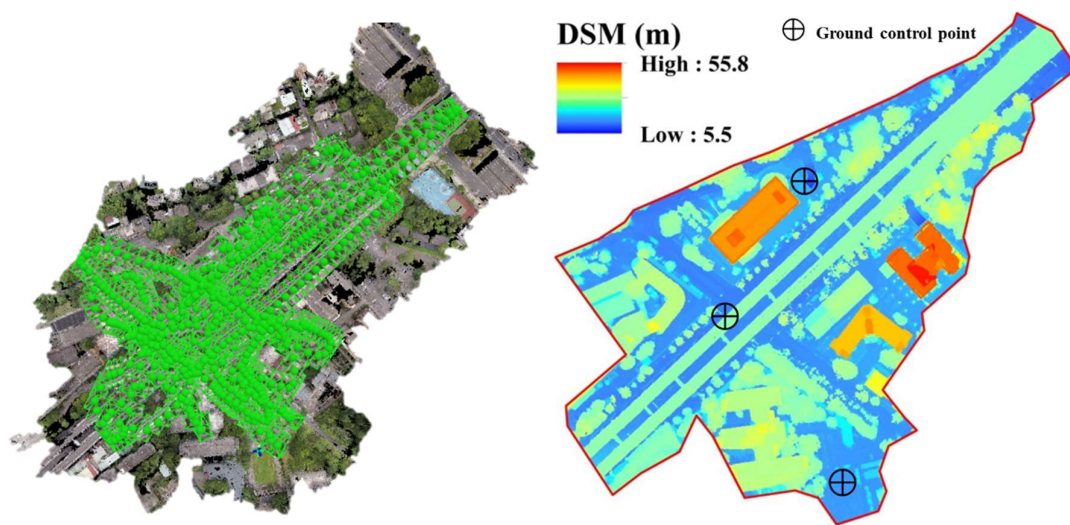 DSM (m)
High : 55.8
Low : 5.5
Ground control point